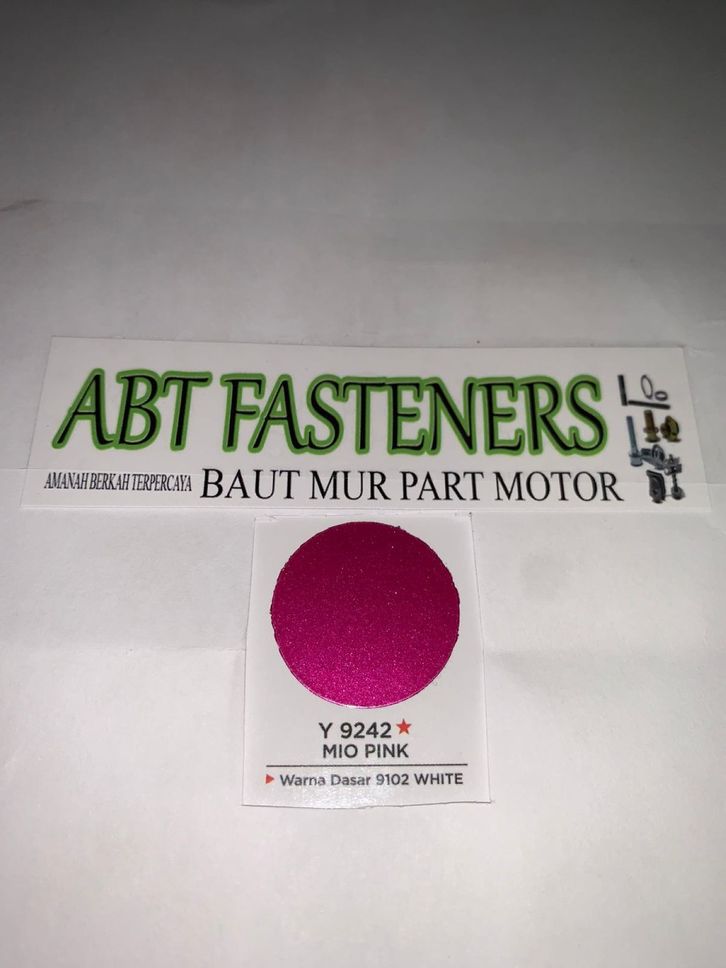 ABT FASTENERS
AMANAH BERKAH TERPERCAYA BAUT MUR PART MOTOR
Y 9242
MIO PINK
Warna Dasar 9102 WHITE